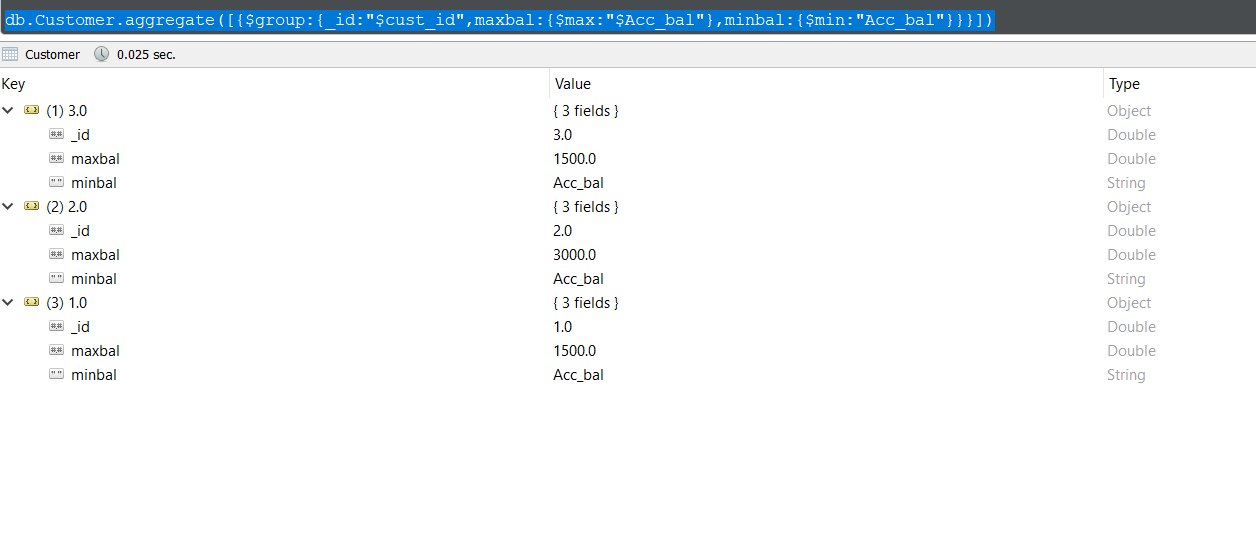 db.Customer.aggregate([{$group:{_id:"$cust_id",maxbal:{$max:"$Acc_bal"},minbal:{$min:"Acc_bal"}}}])
Customer 0.025 sec.
Key Value Type
(1) 3.0 { 3 fields } Object
_id 3.0 Double
maxbal 1500.0 Double
minbal Acc_bal String
(2) 2.0 { 3 fields } Object
_id 2.0 Double
maxbal 3000.0 Double
minbal Acc_bal String
(3) 1.0 { 3 fields } Object
_id 1.0 Double
maxbal 1500.0 Double
minbal Acc_bal String